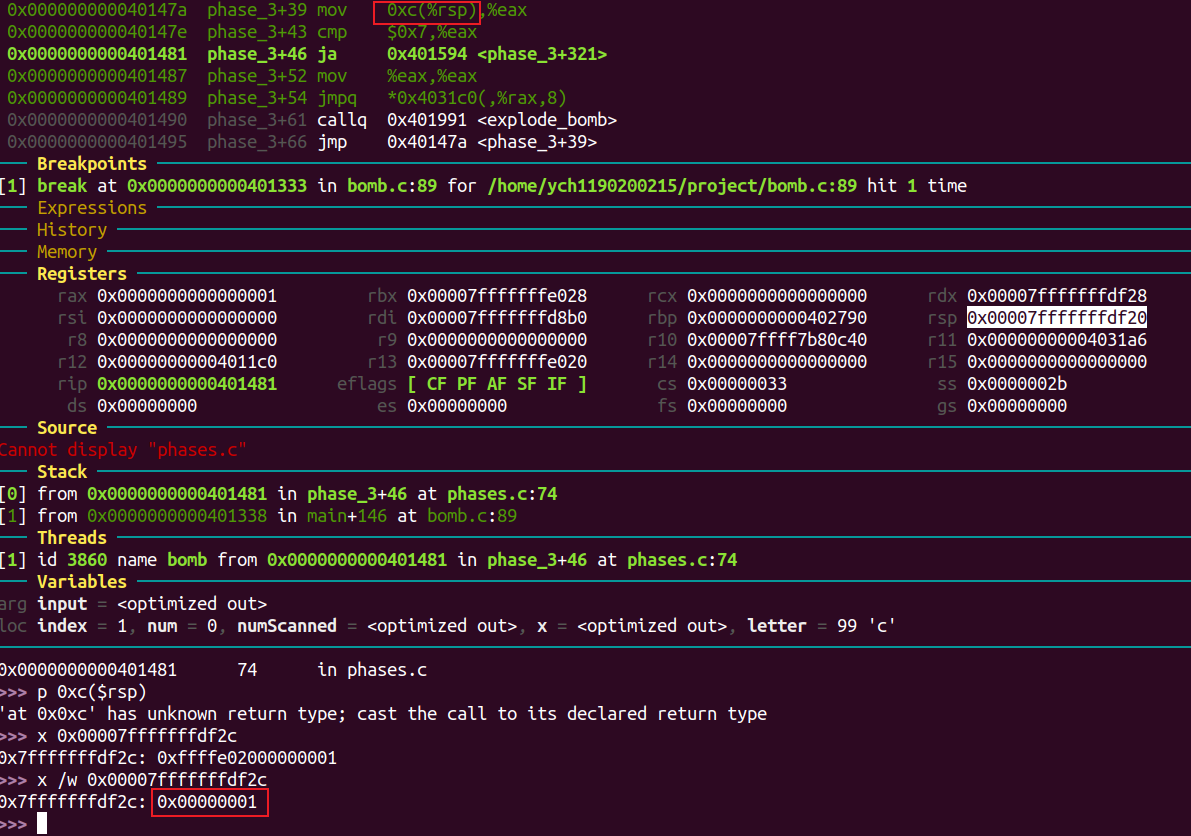 0x000000000040147a phase_3+39 mov 0xc(%rsp),%eax
0x000000000040147e phase_3+43 cmp $0x7,%eax
0x0000000000401481 phase_3+46 ja 0x401594 <phase_3+321>
0x0000000000401487 phase_3+52 mov %eax,%eax
0x0000000000401489 phase_3+54 jmpq *0x4031c0(,%rax,8)
0x0000000000401490 phase_3+61 callq 0x401991 <explode_bomb>
0x0000000000401495 phase_3+66 jmp 0x40147a <phase_3+39>
Breakpoints
[1] break at 0x0000000000401333 in bomb.c:89 for /home/ych1190200215/project/bomb.c:89 hit 1 time
Expressions
History
Memory
Registers
rax 0x0000000000000001 rbx 0x00007fffffffe028 rcx 0x0000000000000000 rdx 0x00007fffffffdf28
rsi 0x0000000000000000 rdi 0x00007fffffffd8b0 rbp 0x0000000000402790 rsp 0x00007fffffffdf20
r8 0x0000000000000000 r9 0x0000000000000000 r10 0x00007ffff7b80c40 r11 0x00000000004031a6
r12 0x00000000004011c0 r13 0x00007fffffffe020 r14 0x0000000000000000 r15 0x0000000000000000
rip 0x0000000000401481 eflags [ CF PF AF SF IF ] cs 0x00000033 ss 0x0000002b
ds 0x00000000 es 0x00000000 fs 0x00000000 gs 0x00000000
Source
Cannot display "phases.c"
Stack
[0] from 0x0000000000401481 in phase_3+46 at phases.c:74
[1] from 0x0000000000401338 in main+146 at bomb.c:89
Threads
[1] id 3860 name bomb from 0x0000000000401481 in phase_3+46 at phases.c:74
Variables
arg input = <optimized out>
loc index = 1, num = 0, numScanned = <optimized out>, x = <optimized out>, letter = 99 'c'
0x0000000000401481 74 in phases.c
>>> p 0xc($rsp)
'at 0x0xc' has unknown return type; cast the call to its declared return type
>>> x 0x00007fffffffdf2c
0x7fffffffdf2c: 0xffffe02000000001
>>> x /w 0x00007fffffffdf2c
0x7fffffffdf2c: 0x00000001
>>>